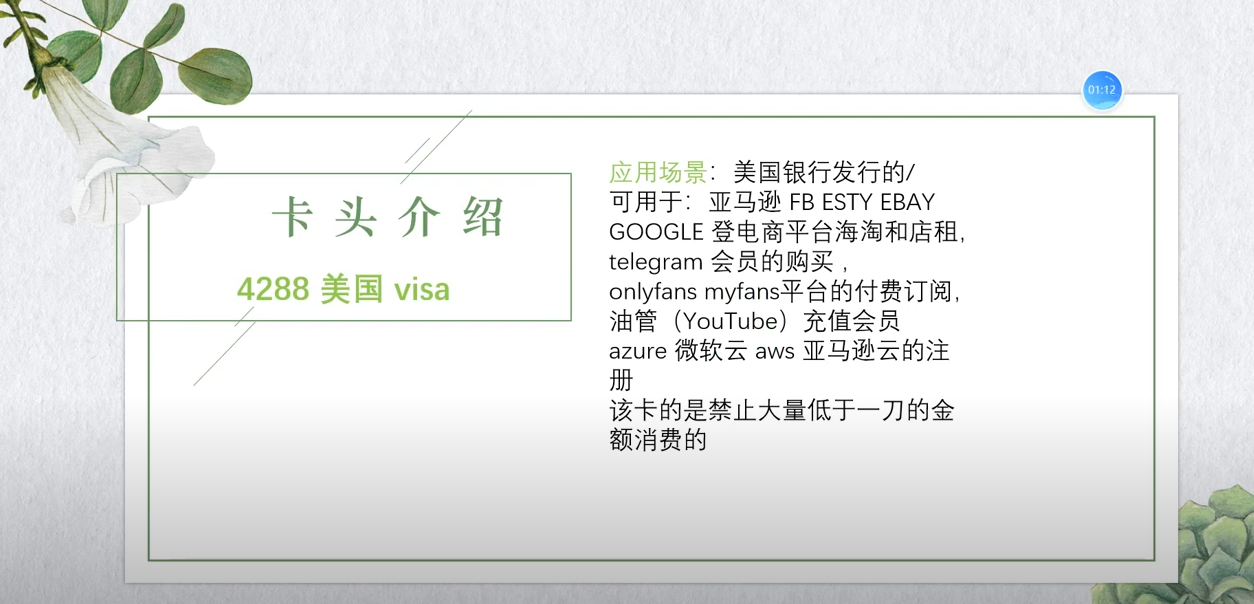 01:12
卡头介绍
4288 美国 visa
应用场景：美国银行发行的/
可用于：亚马逊 FB ESTY EBAY
GOOGLE 登电商平台海淘和店租,
telegram 会员的购买 ,
onlyfans myfans平台的付费订阅,
油管（YouTube）充值会员
azure 微软云 aws 亚马逊云的注
册
该卡的是禁止大量低于一刀的金
额消费的